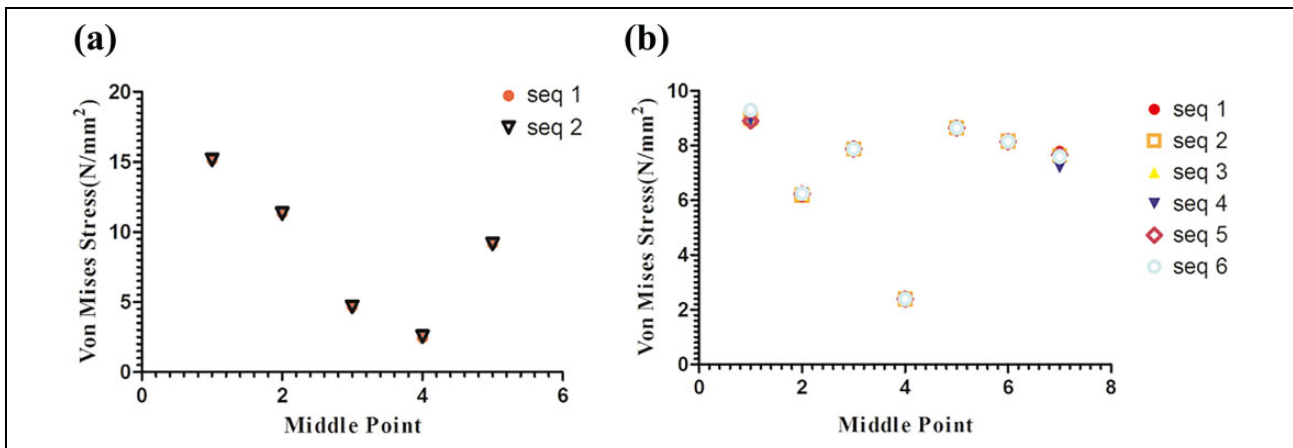 (a)
Von Mises Stress(N/mm²)
20
15
10
5
0
0 2 4 6
Middle Point
seq 1
seq 2
(b)
Von Mises Stress(N/mm²)
10
8
6
4
2
0
0 2 4 6 8
Middle Point
seq 1
seq 2
seq 3
seq 4
seq 5
seq 6